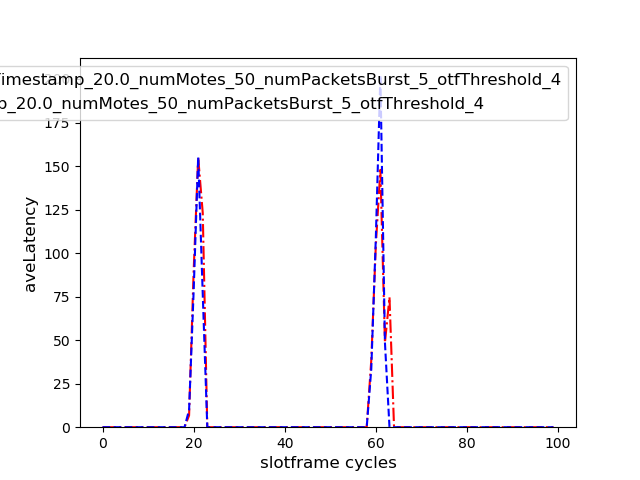 imestamp_20.0_numMotes_50_numPacketsBurst_5_otfThreshold_4
p_20.0_numMotes_50_numPacketsBurst_5_otfThreshold_4
175
150
125
100
75
50
25
0
aveLatency
0 20 40 60 80 100
slotframe cycles